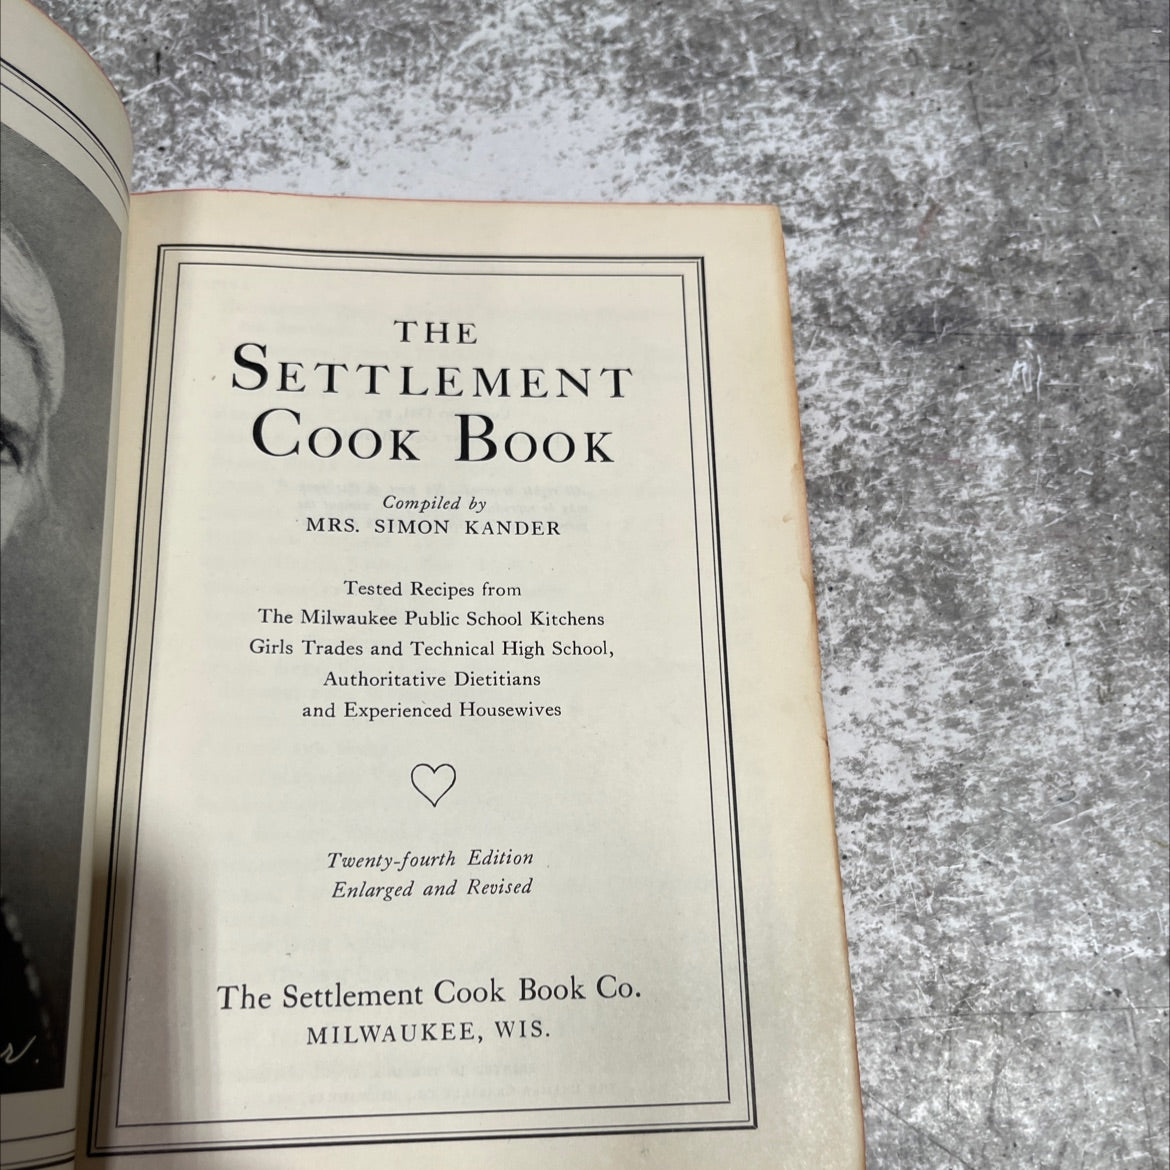 THE
SETTLEMENT
COOK BOOK
Compiled by
MRS. SIMON KANDER
Tested Recipes from
The Milwaukee Public School Kitchens
Girls Trades and Technical High School,
Authoritative Dietitians
and Experienced Housewives
Twenty-fourth Edition
Enlarged and Revised
The Settlement Cook Book Co.
MILWAUKEE, WIS.